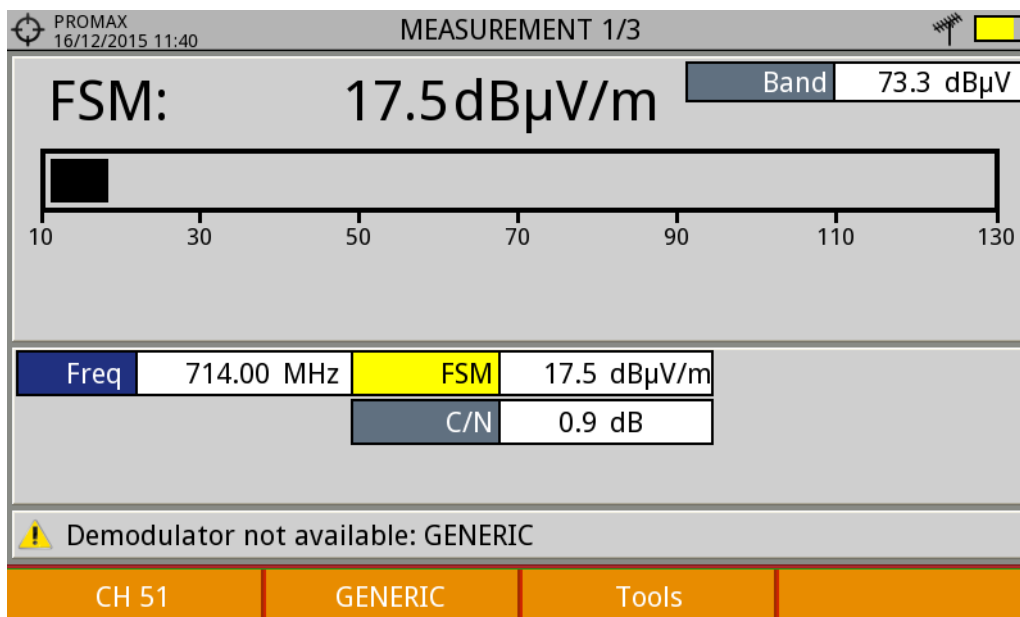 PROMAX
16/12/2015 11:40
MEASUREMENT 1/3
FSM: 17.5 dBµV/m
Band 73.3 dBµV
10 30 50 70 90 110 130
Freq 714.00 MHz FSM 17.5 dBµV/m
C/N 0.9 dB
Demodulator not available: GENERIC
CH 51 GENERIC Tools